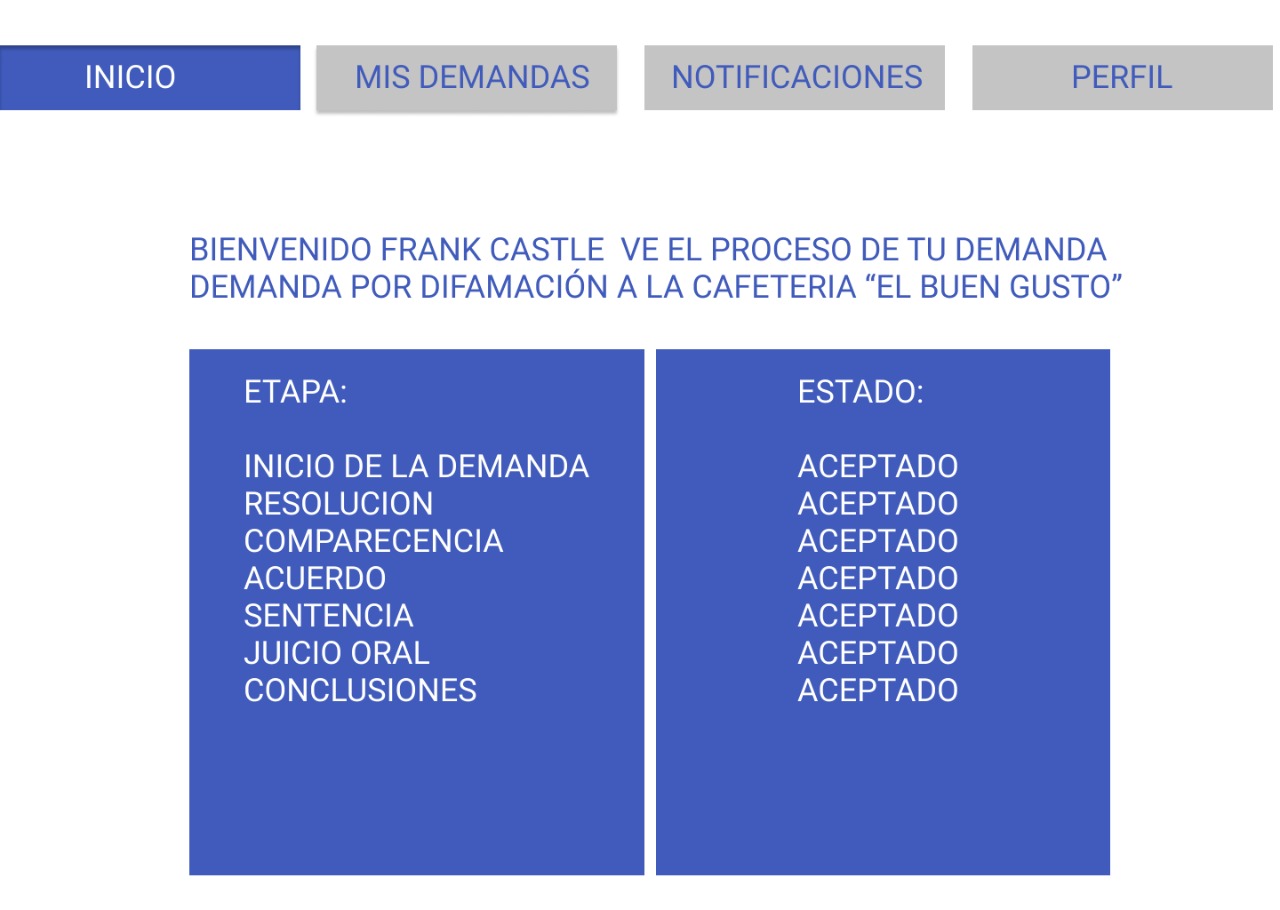 INICIO
MIS DEMANDAS
NOTIFICACIONES
PERFIL
BIENVENIDO FRANK CASTLE VE EL PROCESO DE TU DEMANDA
DEMANDA POR DIFAMACIÓN A LA CAFETERIA “EL BUEN GUSTO”
ETAPA:
INICIO DE LA DEMANDA
RESOLUCION
COMPARECENCIA
ACUERDO
SENTENCIA
JUICIO ORAL
CONCLUSIONES
ESTADO:
ACEPTADO
ACEPTADO
ACEPTADO
ACEPTADO
ACEPTADO
ACEPTADO
ACEPTADO